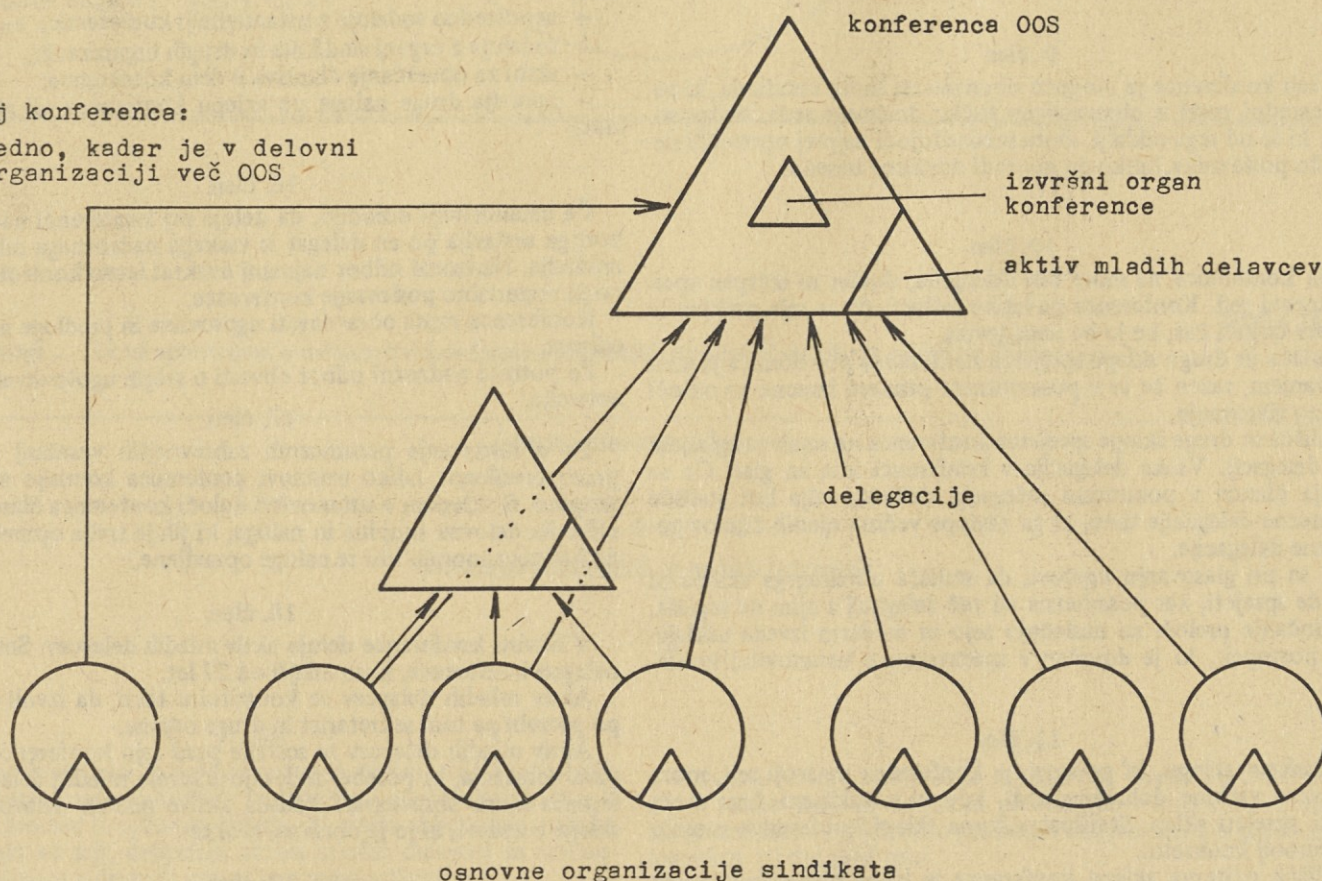 konferenca OOS
j konferenca:
edno, kadar je v delovni
rganizaciji več OOS
izvršni organ
konference
aktiv mladih delavcev
delegacije
osnovne organizacije sindikata